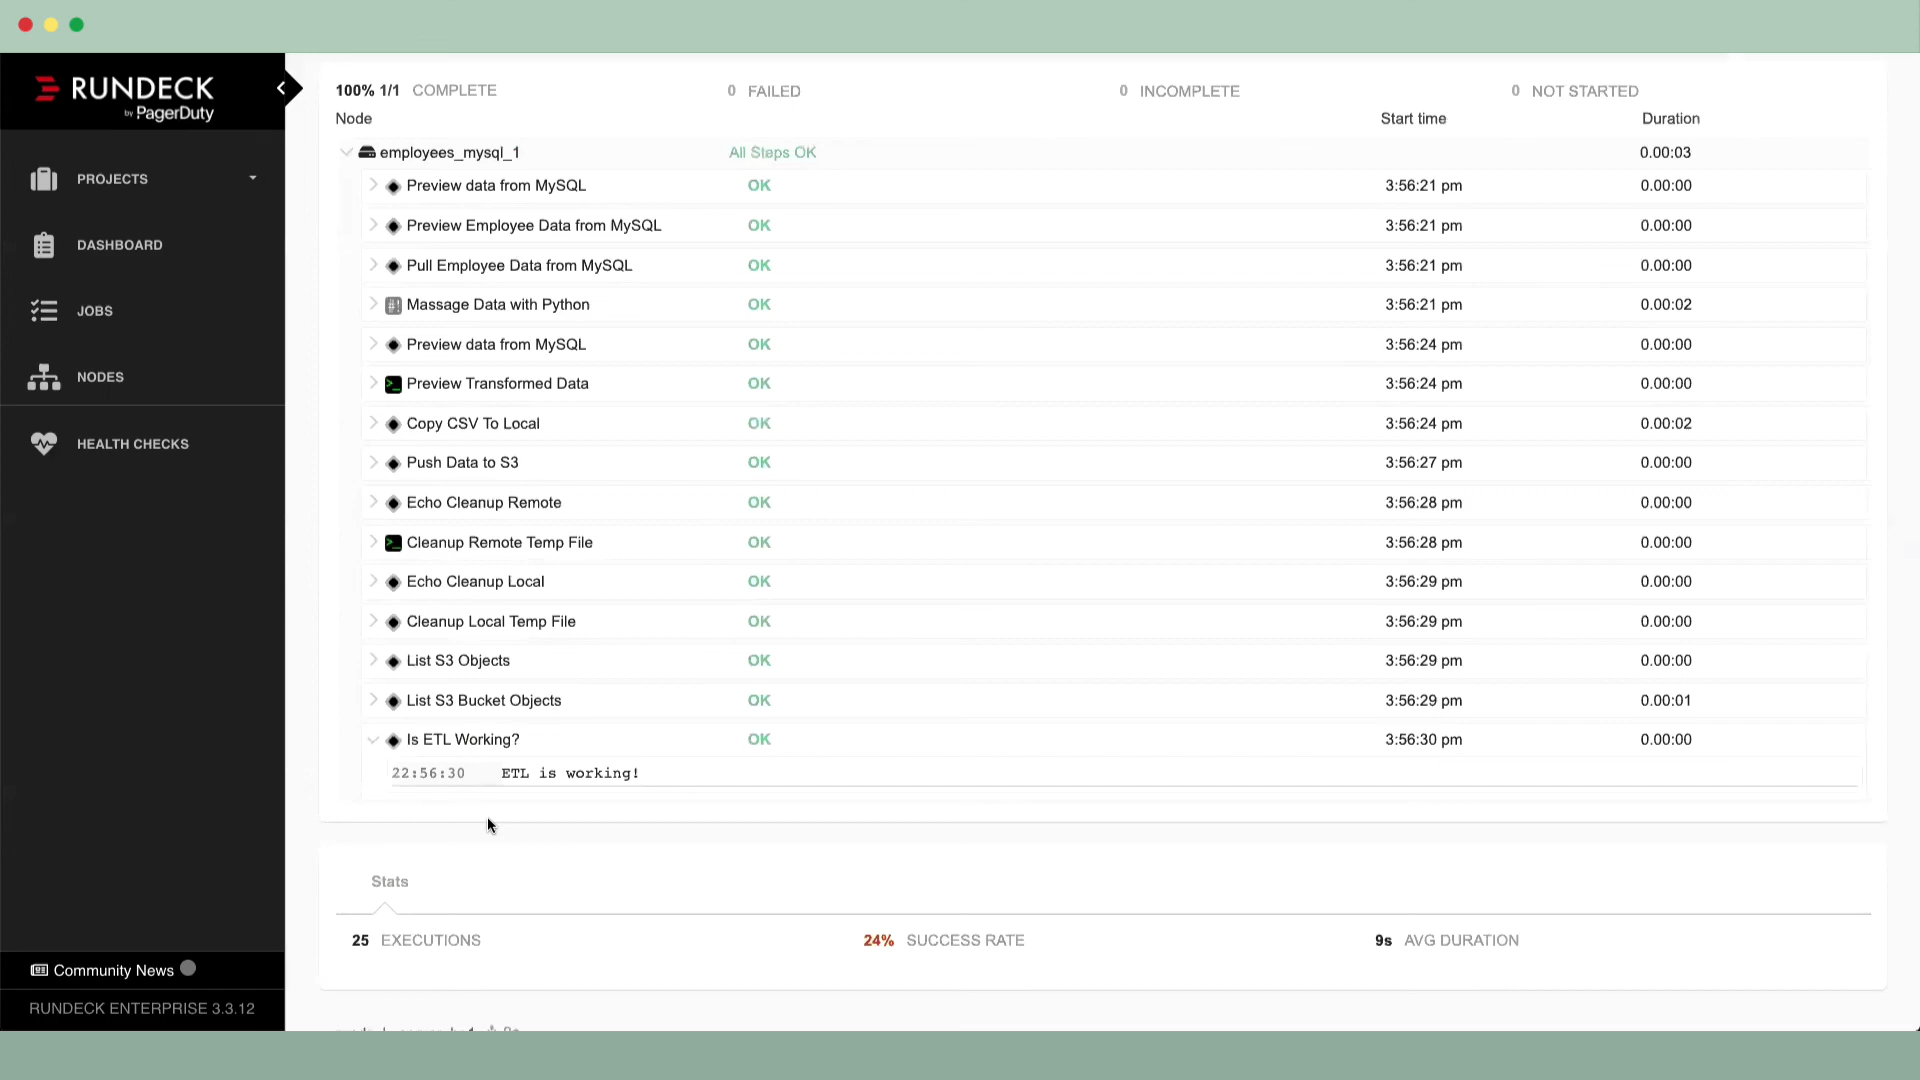 RUNDECK
by PagerDuty
PROJECTS
DASHBOARD
JOBS
NODES
HEALTH CHECKS
Community News
RUNDECK ENTERPRISE 3.3.12
100% 1/1 COMPLETE 0 FAILED 0 INCOMPLETE 0 NOT STARTED
Node Start time Duration
employees_mysql_1 All Steps OK 0.00:03
Preview data from MySQL OK 3:56:21 pm 0.00:00
Preview Employee Data from MySQL OK 3:56:21 pm 0.00:00
Pull Employee Data from MySQL OK 3:56:21 pm 0.00:00
Massage Data with Python OK 3:56:21 pm 0.00:02
Preview data from MySQL OK 3:56:24 pm 0.00:00
Preview Transformed Data OK 3:56:24 pm 0.00:00
Copy CSV To Local OK 3:56:24 pm 0.00:02
Push Data to S3 OK 3:56:27 pm 0.00:00
Echo Cleanup Remote OK 3:56:28 pm 0.00:00
Cleanup Remote Temp File OK 3:56:28 pm 0.00:00
Echo Cleanup Local OK 3:56:29 pm 0.00:00
Cleanup Local Temp File OK 3:56:29 pm 0.00:00
List S3 Objects OK 3:56:29 pm 0.00:00
List S3 Bucket Objects OK 3:56:29 pm 0.00:01
Is ETL Working? OK 3:56:30 pm 0.00:00
22:56:30 ETL is working!
Stats
25 EXECUTIONS 24% SUCCESS RATE 9s AVG DURATION